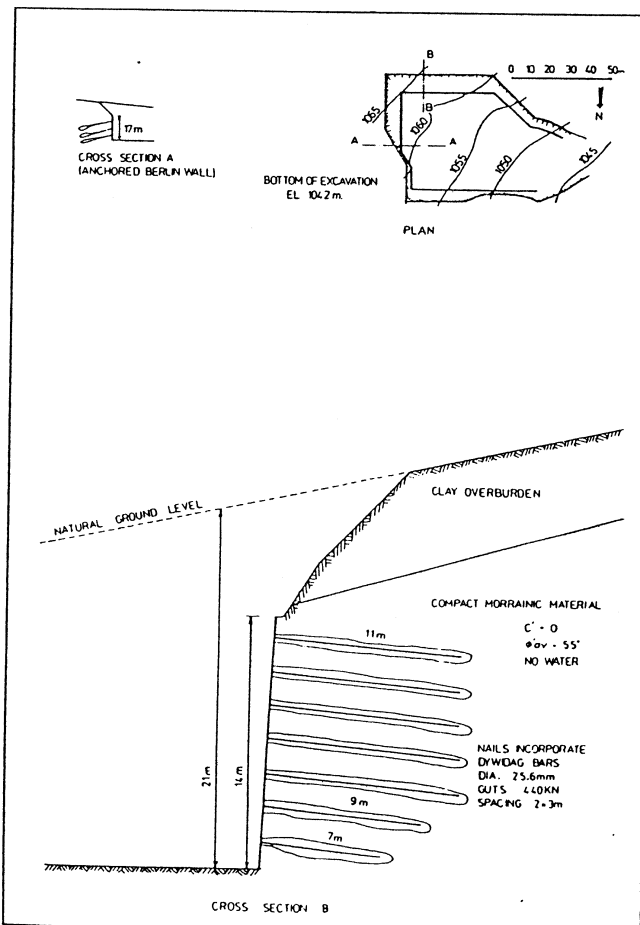 17m
CROSS SECTION A
(ANCHORED BERLIN WALL)
B
0 10 20 30 40 50m
N
1065
B
1060
A
A
1055
1050
1045
BOTTOM OF EXCAVATION
EL 1042m.
PLAN
NATURAL GROUND LEVEL
CLAY OVERBURDEN
COMPACT MORRAINIC MATERIAL
C' - 0
ϕ'av - 55°
NO WATER
11m
21m
14m
NAILS INCORPORATE
DYWIDAG BARS
DIA. 25.6mm
GUTS 440KN
SPACING 2×3m
9m
7m
CROSS SECTION B